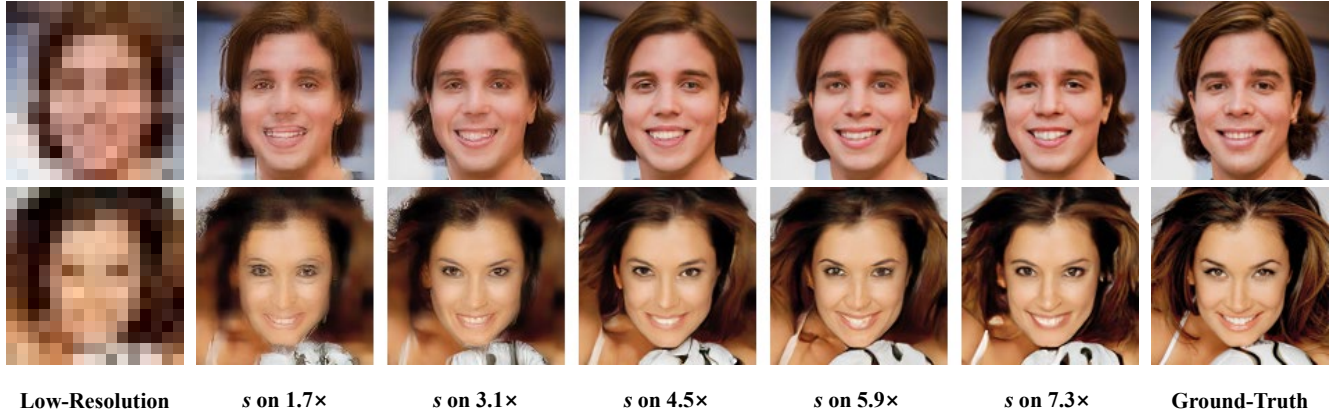 Low-Resolution s on 1.7× s on 3.1× s on 4.5× s on 5.9× s on 7.3× Ground-Truth